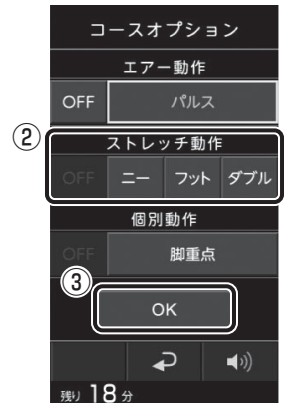 コースオプション
エアー動作
OFF パルス
②
ストレッチ動作
OFF ニー フット ダブル
個別動作
OFF 脚重点
③
OK
残り 18 分